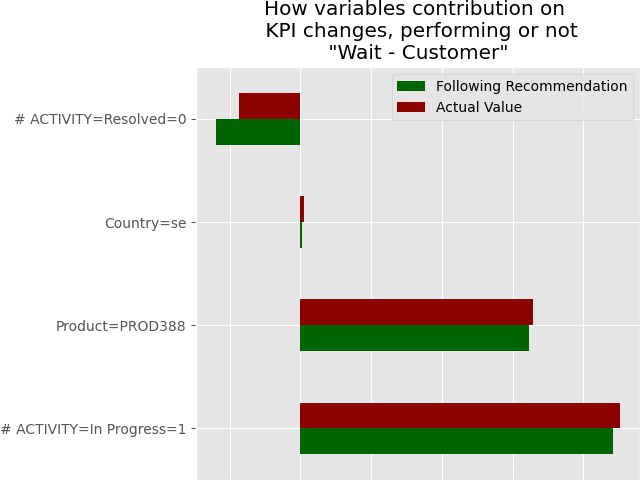 How variables contribution on
KPI changes, performing or not
"Wait - Customer"
Following Recommendation
Actual Value
# ACTIVITY=Resolved=0
Country=se
Product=PROD388
# ACTIVITY=In Progress=1